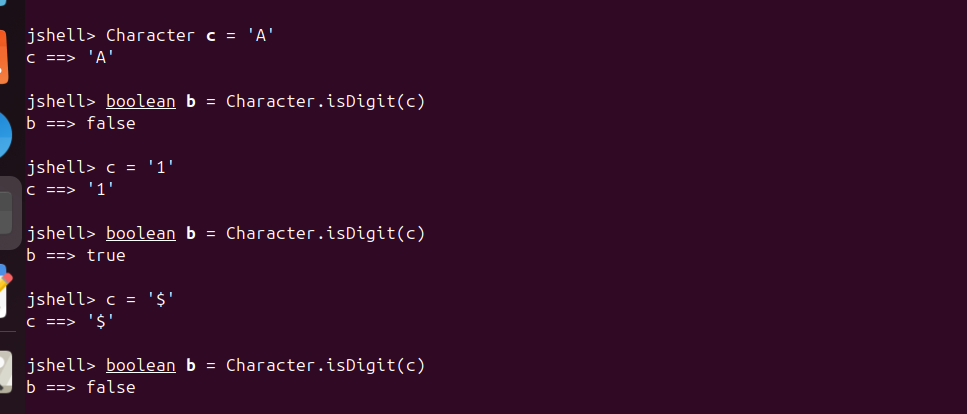 jshell> Character c = 'A'
c ==> 'A'
jshell> boolean b = Character.isDigit(c)
b ==> false
jshell> c = '1'
c ==> '1'
jshell> boolean b = Character.isDigit(c)
b ==> true
jshell> c = '$'
c ==> '$'
jshell> boolean b = Character.isDigit(c)
b ==> false